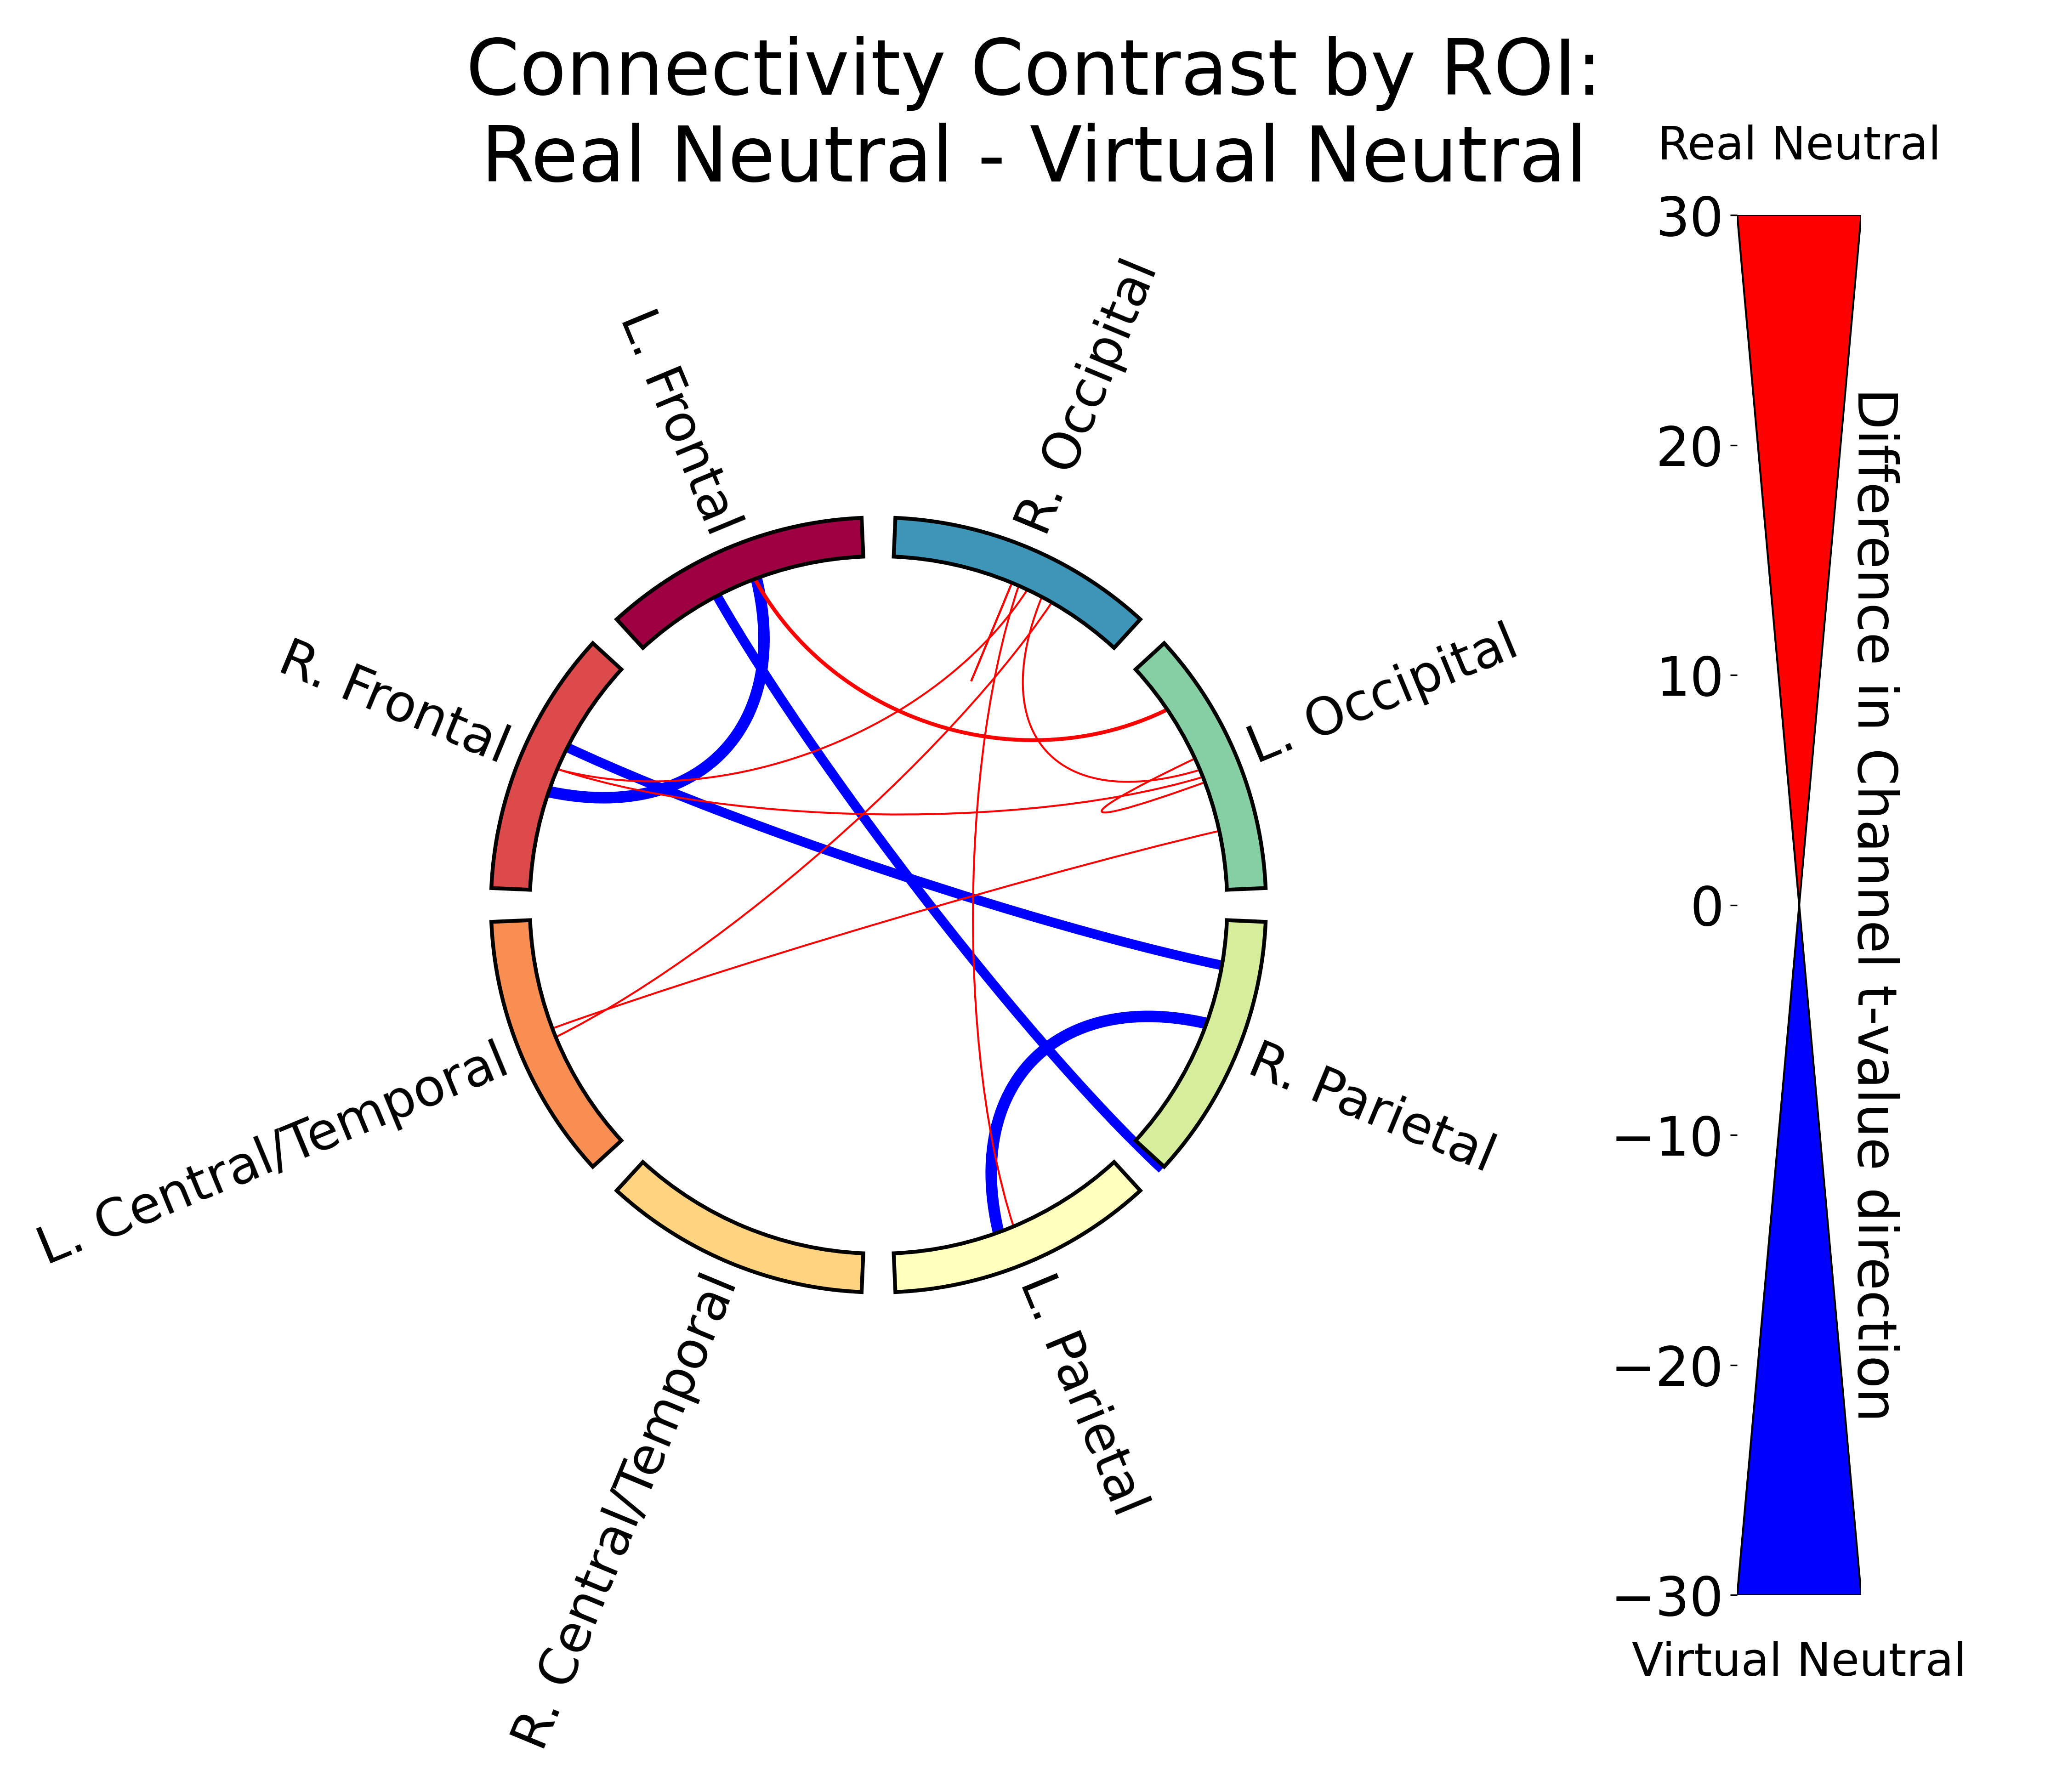 Connectivity Contrast by ROI:
Real Neutral - Virtual Neutral
Real Neutral
30
20
10
0
−10
−20
−30
Virtual Neutral
Difference in Channel t-value direction
L. Frontal
R. Occipital
R. Frontal
L. Occipital
L. Central/Temporal
R. Parietal
R. Central/Temporal
L. Parietal